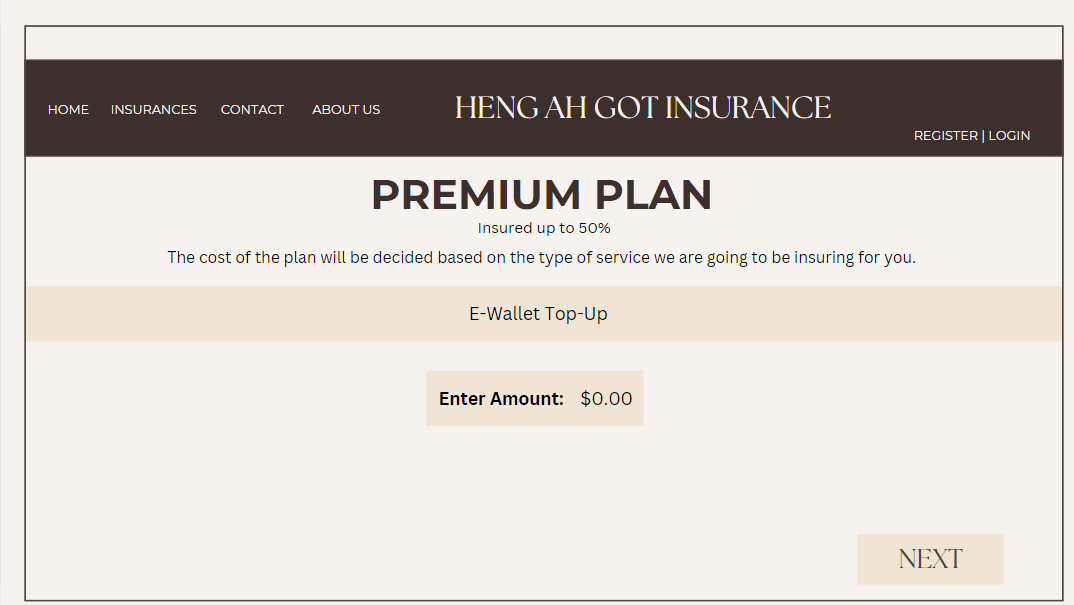 HOME INSURANCES CONTACT ABOUT US
HENG AH GOT INSURANCE
REGISTER | LOGIN
PREMIUM PLAN
Insured up to 50%
The cost of the plan will be decided based on the type of service we are going to be insuring for you.
E-Wallet Top-Up
Enter Amount: $0.00
NEXT